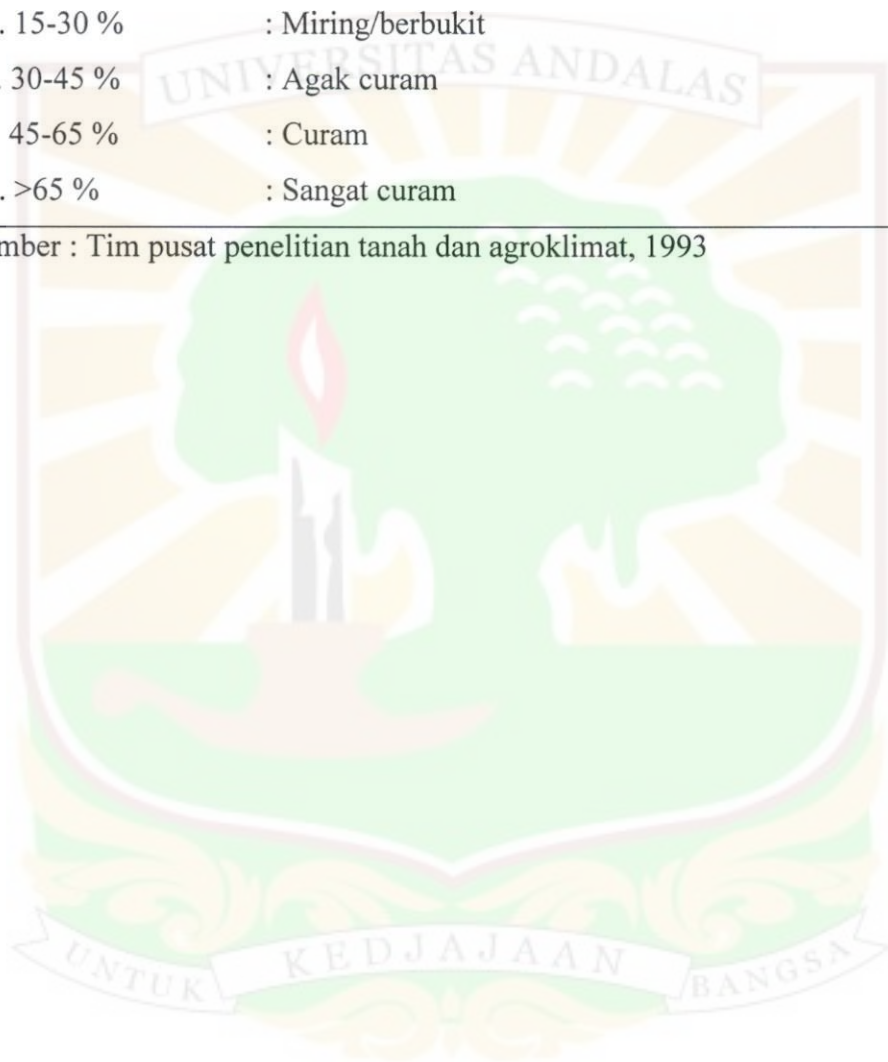 . 15-30 % : Miring/berbukit
UNIVERSITAS ANDALAS
. 30-45 % : Agak curam
45-65 % : Curam
. >65 % : Sangat curam
mber : Tim pusat penelitian tanah dan agroklimat, 1993
UNTUK KEDJAJAAN BANGSA